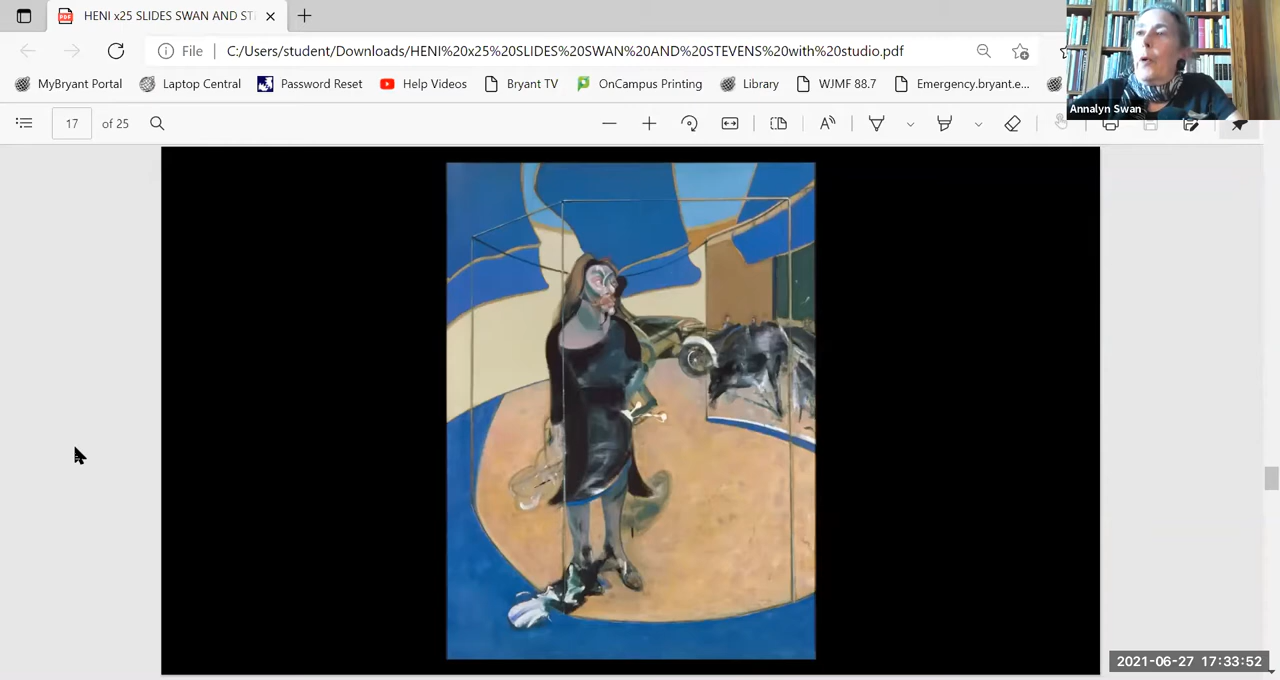 HENI x25 SLIDES SWAN AND ST
File
C:/Users/student/Downloads/HENI%20x25%20SLIDES%20SWAN%20AND%20STEVENS%20with%20studio.pdf
MyBryant Portal
Laptop Central
Password Reset
Help Videos
Bryant TV
OnCampus Printing
Library
WJMF 88.7
Emergency.bryant.e...
Annalyn Swan
17 of 25
2021-06-27 17:33:52